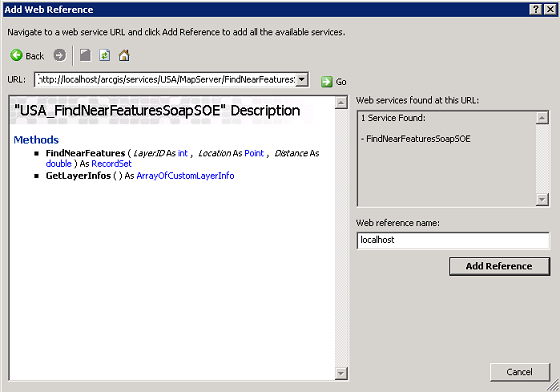 Add Web Reference
Navigate to a web service URL and click Add Reference to add all the available services.
Back
URL: http://localhost/arcgis/services/USA/MapServer/FindNearFeatures Go
"USA_FindNearFeaturesSoapSOE" Description
Methods
FindNearFeatures ( LayerID As int , Location As Point , Distance As
double ) As RecordSet
GetLayerInfos ( ) As ArrayOfCustomLayerInfo
Web services found at this URL:
1 Service Found:
- FindNearFeaturesSoapSOE
Web reference name:
localhost
Add Reference
Cancel